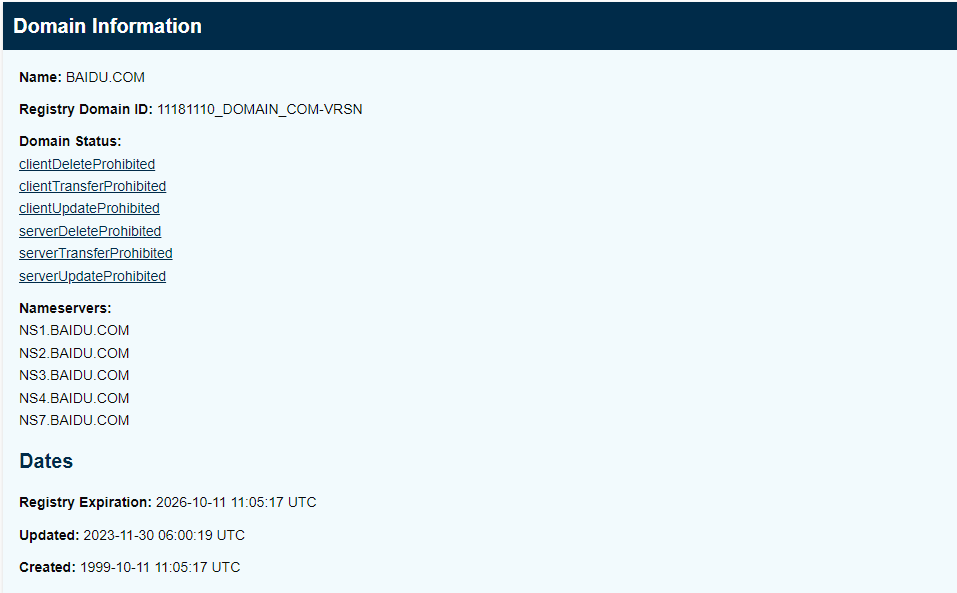 Domain Information
Name: BAIDU.COM
Registry Domain ID: 11181110_DOMAIN_COM-VRSN
Domain Status:
clientDeleteProhibited
clientTransferProhibited
clientUpdateProhibited
serverDeleteProhibited
serverTransferProhibited
serverUpdateProhibited
Nameservers:
NS1.BAIDU.COM
NS2.BAIDU.COM
NS3.BAIDU.COM
NS4.BAIDU.COM
NS7.BAIDU.COM
Dates
Registry Expiration: 2026-10-11 11:05:17 UTC
Updated: 2023-11-30 06:00:19 UTC
Created: 1999-10-11 11:05:17 UTC